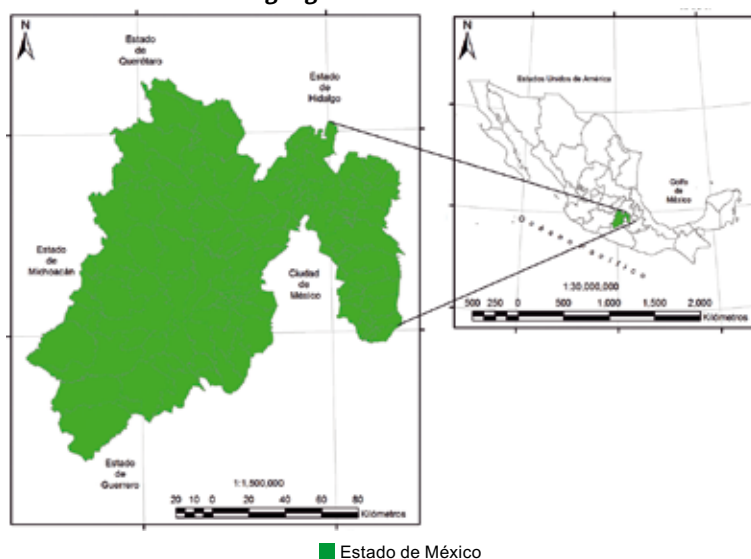 N
Estado
de
Querétaro
Estado
de
Hidalgo
Estado
de
Michoacán
Ciudad
de
México
Estado
de
Guerrero
1:1,500,000
20 10 0 20 40 60 80
Kilómetros
N
Estados Unidos de América
Golfo
de
México
1:30,000,000
500 250 0 500 1.000 1,500 2.000
Kilómetros
Estado de México